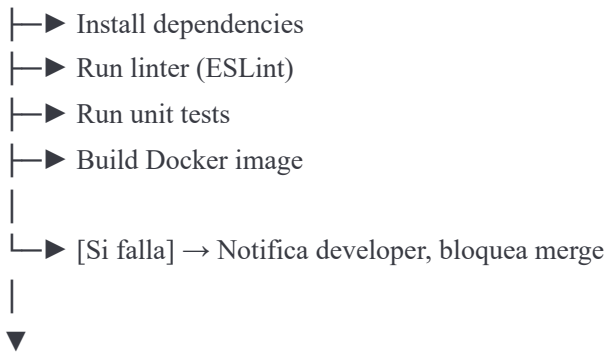 ├─► Install dependencies
├─► Run linter (ESLint)
├─► Run unit tests
├─► Build Docker image
│
└─► [Si falla] → Notifica developer, bloquea merge
│
▼